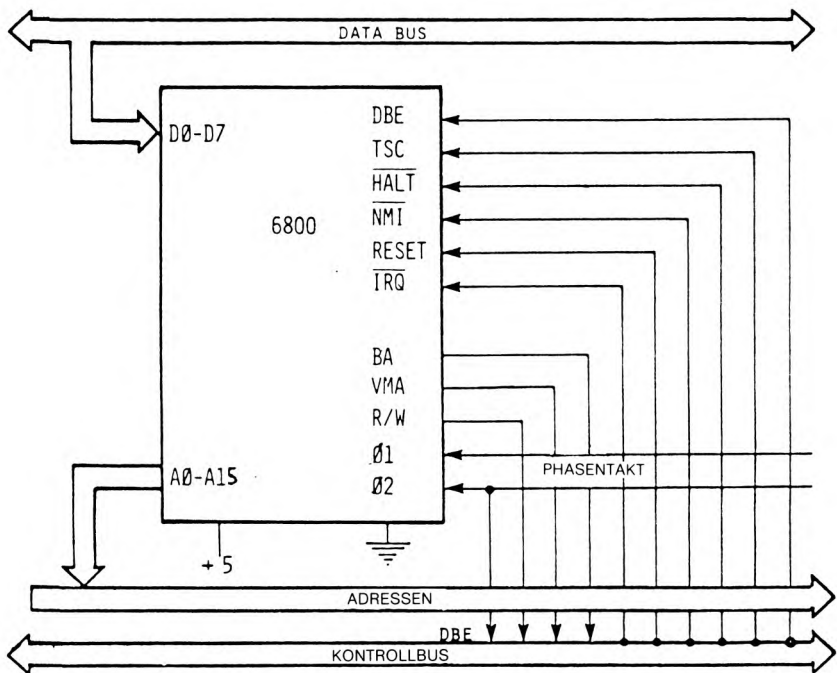 DATA BUS
DBE
D0-D7
TSC
HALT
NMI
6800
RESET
IRQ
BA
VMA
R/W
Ø1
PHASENTAKT
A0-A15
Ø2
+5
ADRESSEN
DBE
KONTROLLBUS